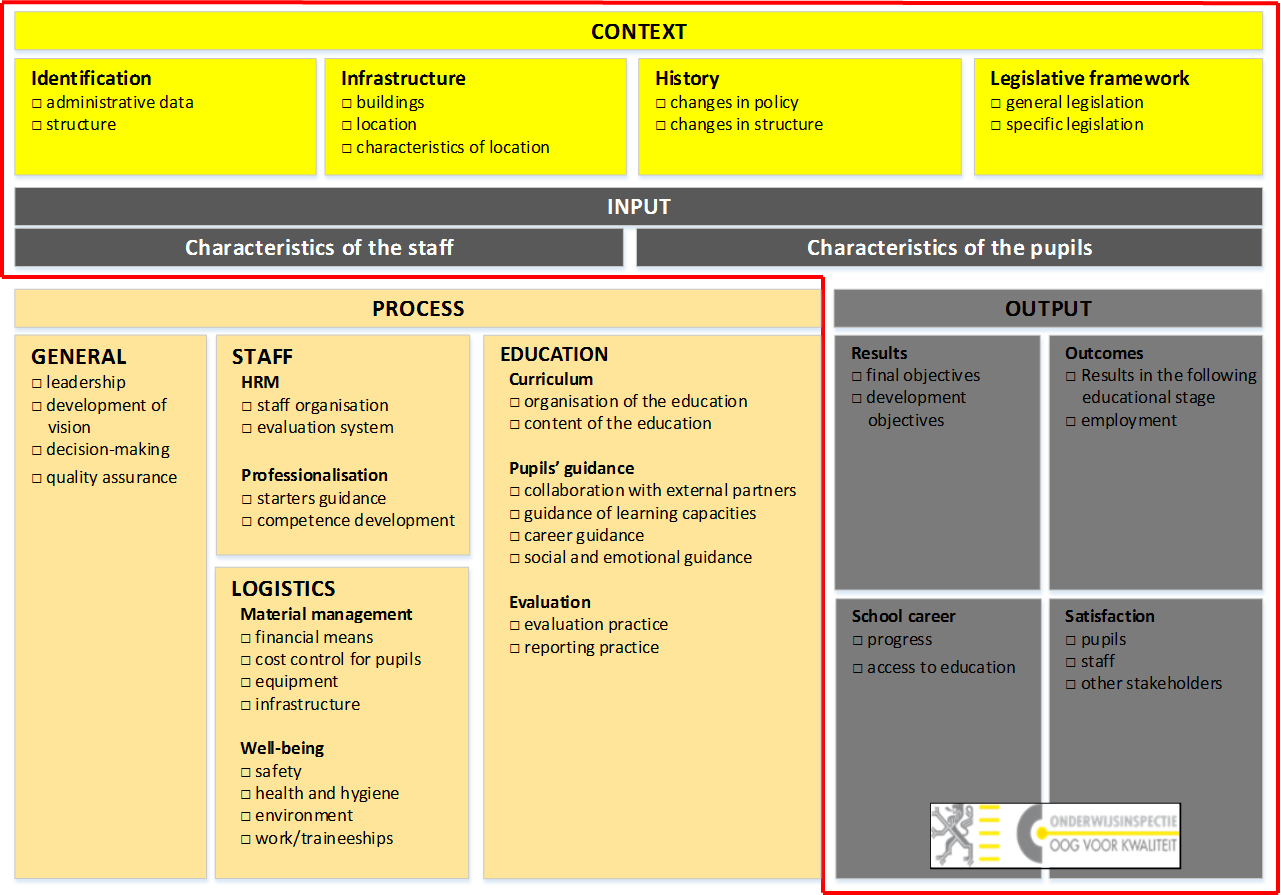 CONTEXT
Identification
□ administrative data
□ structure
Infrastructure
□ buildings
□ location
□ characteristics of location
History
□ changes in policy
□ changes in structure
Legislative framework
□ general legislation
□ specific legislation
INPUT
Characteristics of the staff
Characteristics of the pupils
PROCESS
GENERAL
□ leadership
□ development of
vision
□ decision-making
□ quality assurance
STAFF
HRM
□ staff organisation
□ evaluation system
Professionalisation
□ starters guidance
□ competence development
LOGISTICS
Material management
□ financial means
□ cost control for pupils
□ equipment
□ infrastructure
Well-being
□ safety
□ health and hygiene
□ environment
□ work/traineeships
EDUCATION
Curriculum
□ organisation of the education
□ content of the education
Pupils’ guidance
□ collaboration with external partners
□ guidance of learning capacities
□ career guidance
□ social and emotional guidance
Evaluation
□ evaluation practice
□ reporting practice
OUTPUT
Results
□ final objectives
□ development
objectives
Outcomes
□ Results in the following
educational stage
□ employment
School career
□ progress
□ access to education
Satisfaction
□ pupils
□ staff
□ other stakeholders
ONDERWIJSINSPECTIE
OOG VOOR KWALITEIT